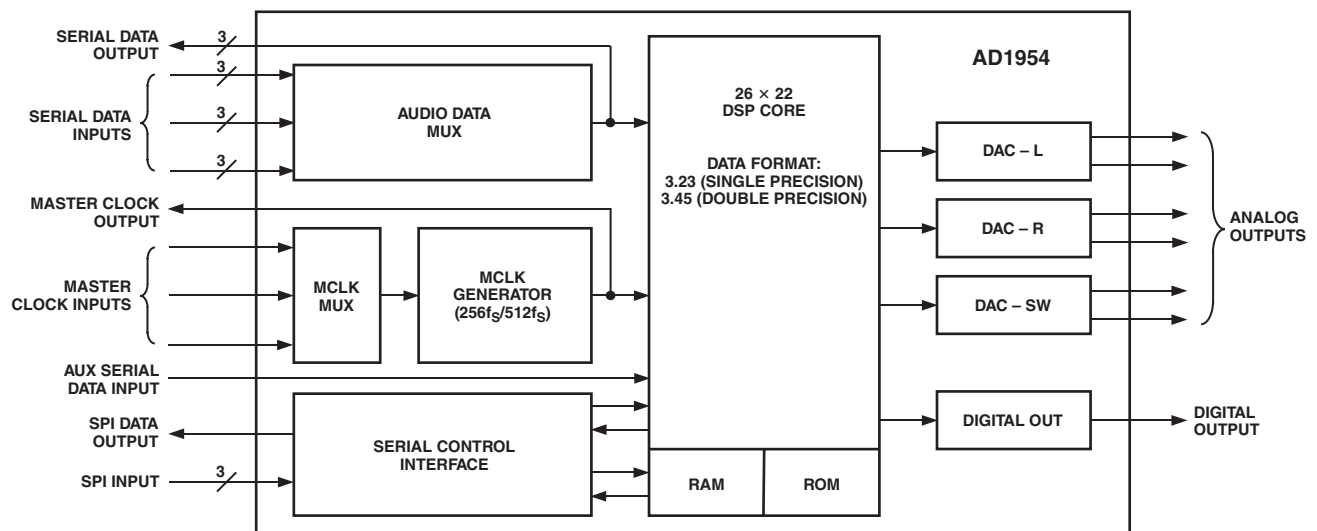 SERIAL DATA
OUTPUT
3
3
SERIAL DATA
INPUTS
3
3
AUDIO DATA
MUX
MASTER CLOCK
OUTPUT
MASTER
CLOCK INPUTS
MCLK
MUX
MCLK
GENERATOR
(256fS/512fS)
AUX SERIAL
DATA INPUT
SPI DATA
OUTPUT
SPI INPUT
3
SERIAL CONTROL
INTERFACE
26 × 22
DSP CORE
DATA FORMAT:
3.23 (SINGLE PRECISION)
3.45 (DOUBLE PRECISION)
RAM
ROM
AD1954
DAC – L
DAC – R
DAC – SW
DIGITAL OUT
ANALOG
OUTPUTS
DIGITAL
OUTPUT